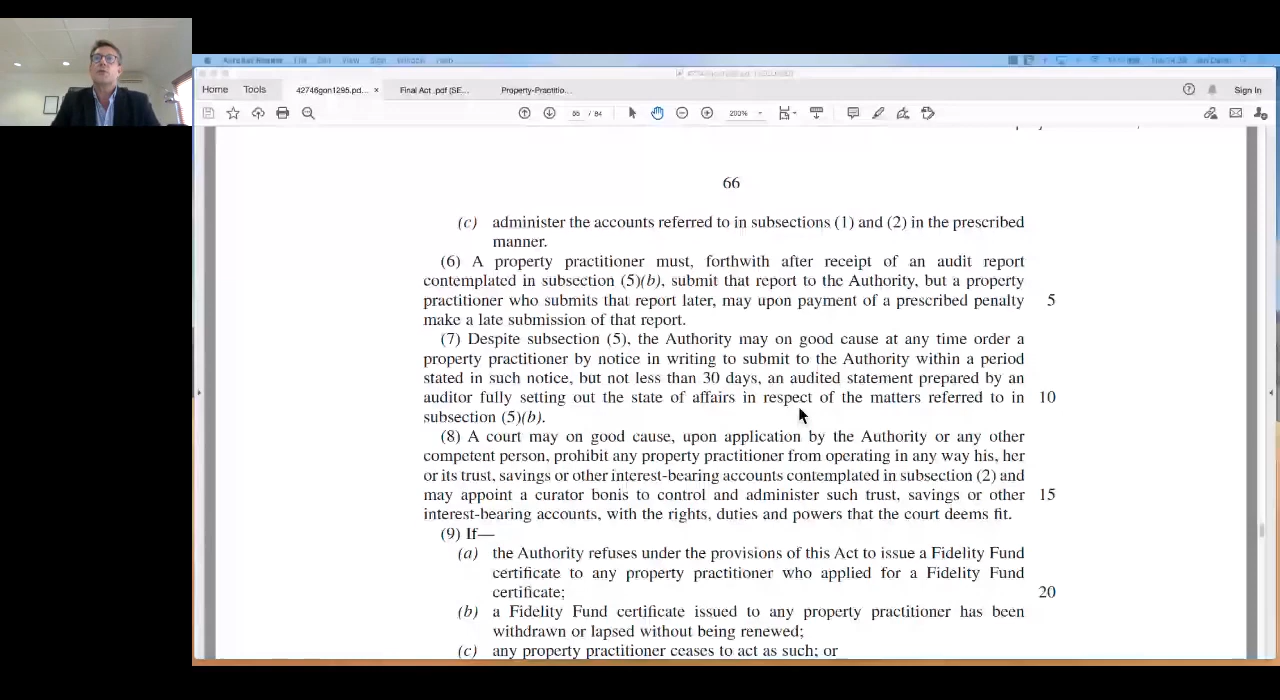 Home Tools 42746gon1295.pd... × Final Act .pdf (SE... Property-Practitio... Sign In
/ 84 200%
66
(c) administer the accounts referred to in subsections (1) and (2) in the prescribed
manner.
(6) A property practitioner must, forthwith after receipt of an audit report
contemplated in subsection (5)(b), submit that report to the Authority, but a property
practitioner who submits that report later, may upon payment of a prescribed penalty 5
make a late submission of that report.
(7) Despite subsection (5), the Authority may on good cause at any time order a
property practitioner by notice in writing to submit to the Authority within a period
stated in such notice, but not less than 30 days, an audited statement prepared by an
auditor fully setting out the state of affairs in respect of the matters referred to in 10
subsection (5)(b).
(8) A court may on good cause, upon application by the Authority or any other
competent person, prohibit any property practitioner from operating in any way his, her
or its trust, savings or other interest-bearing accounts contemplated in subsection (2) and
may appoint a curator bonis to control and administer such trust, savings or other 15
interest-bearing accounts, with the rights, duties and powers that the court deems fit.
(9) If—
(a) the Authority refuses under the provisions of this Act to issue a Fidelity Fund
certificate to any property practitioner who applied for a Fidelity Fund
certificate; 20
(b) a Fidelity Fund certificate issued to any property practitioner has been
withdrawn or lapsed without being renewed;
(c) any property practitioner ceases to act as such; or